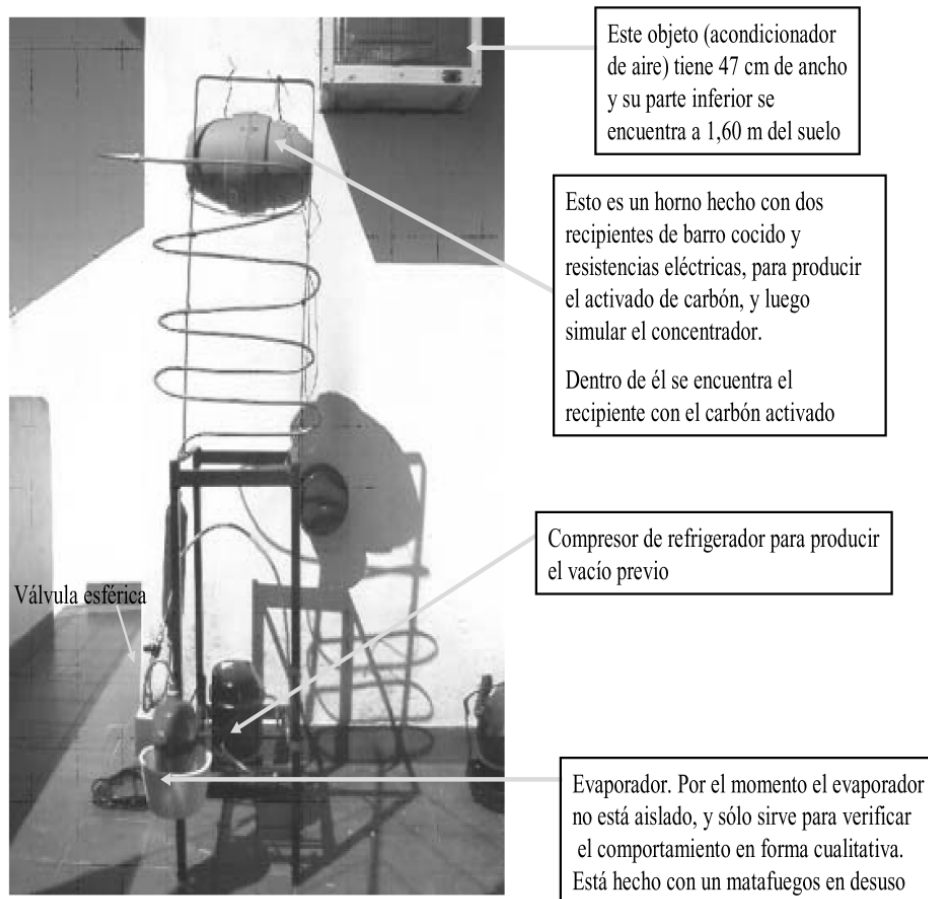 Este objeto (acondicionador
de aire) tiene 47 cm de ancho
y su parte inferior se
encuentra a 1,60 m del suelo
Esto es un horno hecho con dos
recipientes de barro cocido y
resistencias eléctricas, para producir
el activado de carbón, y luego
simular el concentrador.
Dentro de él se encuentra el
recipiente con el carbón activado
Compresor de refrigerador para producir
el vacío previo
Válvula esférica
Evaporador. Por el momento el evaporador
no está aislado, y sólo sirve para verificar
el comportamiento en forma cualitativa.
Está hecho con un matafuegos en desuso